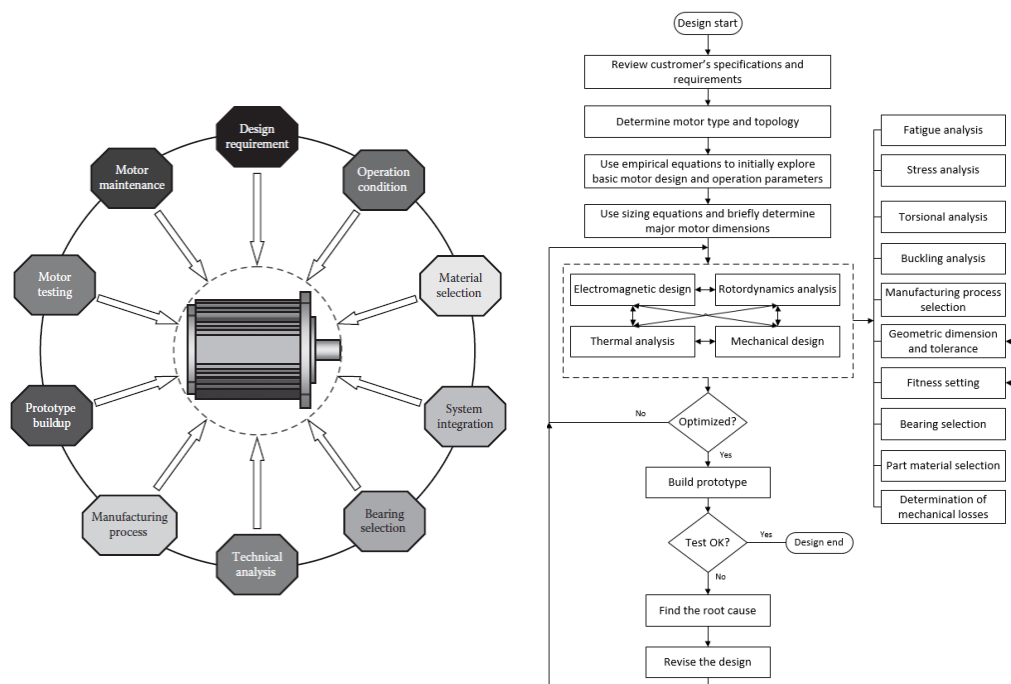 Design
requirement
Operation
condition
Material
selection
System
integration
Bearing
selection
Technical
analysis
Manufacturing
process
Prototype
buildup
Motor
testing
Motor
maintenance
Design start
Review customer's specifications and
requirements
Determine motor type and topology
Use empirical equations to initially explore
basic motor design and operation parameters
Use sizing equations and briefly determine
major motor dimensions
Electromagnetic design
Rotordynamics analysis
Thermal analysis
Mechanical design
No
Optimized?
Yes
Build prototype
Test OK?
Yes
Design end
No
Find the root cause
Revise the design
Fatigue analysis
Stress analysis
Torsional analysis
Buckling analysis
Manufacturing process
selection
Geometric dimension
and tolerance
Fitness setting
Bearing selection
Part material selection
Determination of
mechanical losses